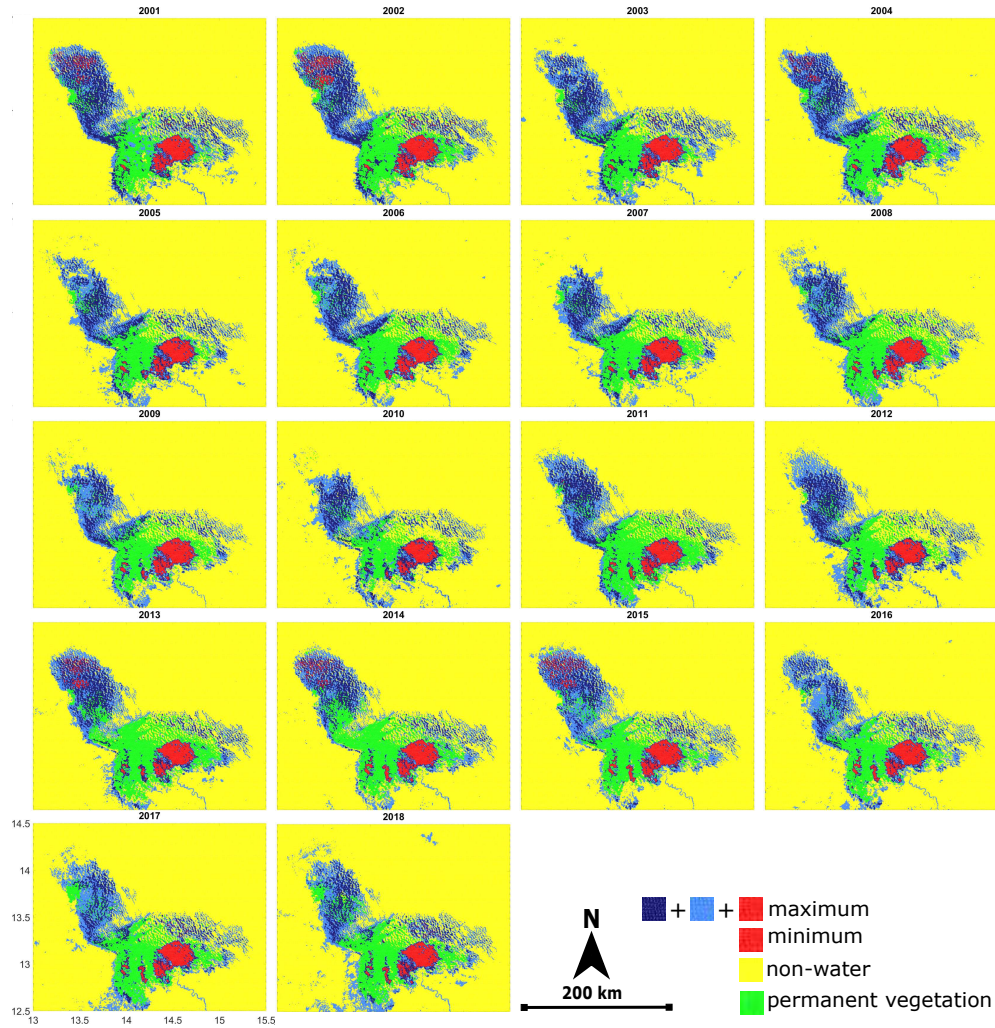 2001 2002 2003 2004
2005 2006 2007 2008
2009 2010 2011 2012
2013 2014 2015 2016
2017 2018
14.5
14
13.5
13
12.5
13 13.5 14 14.5 15 15.5
N
200 km
+ + maximum
minimum
non-water
permanent vegetation